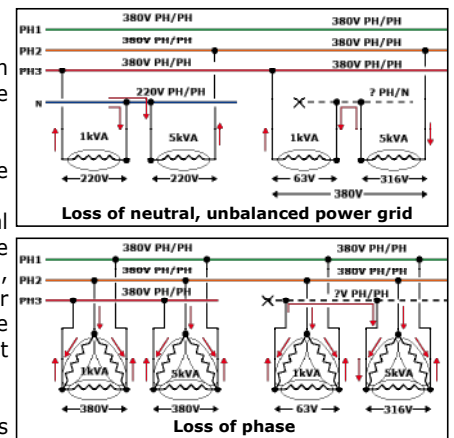 380V PH/PH 380V PH/PH
PH1
380V PH/PH 380V PH/PH
PH2
380V PH/PH 380V PH/PH
PH3
220V PH/PH ? PH/N
N
1kVA 5kVA 1kVA 5kVA
220V 220V 63V 316V
380V
Loss of neutral, unbalanced power grid
380V PH/PH 380V PH/PH
PH1
380V PH/PH 380V PH/PH
PH2
380V PH/PH ?V PH/PH
PH3
1kVA 5kVA 1kVA 5kVA
380V 380V 63V 316V
Loss of phase